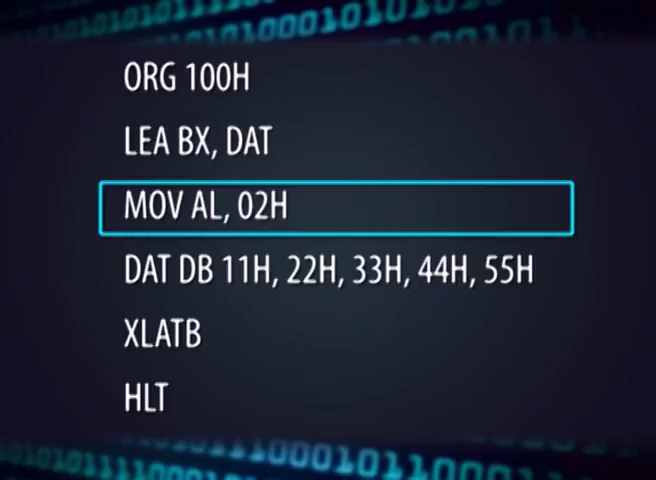 ORG 100H
LEA BX, DAT
MOV AL, 02H
DAT DB 11H, 22H, 33H, 44H, 55H
XLATB
HLT